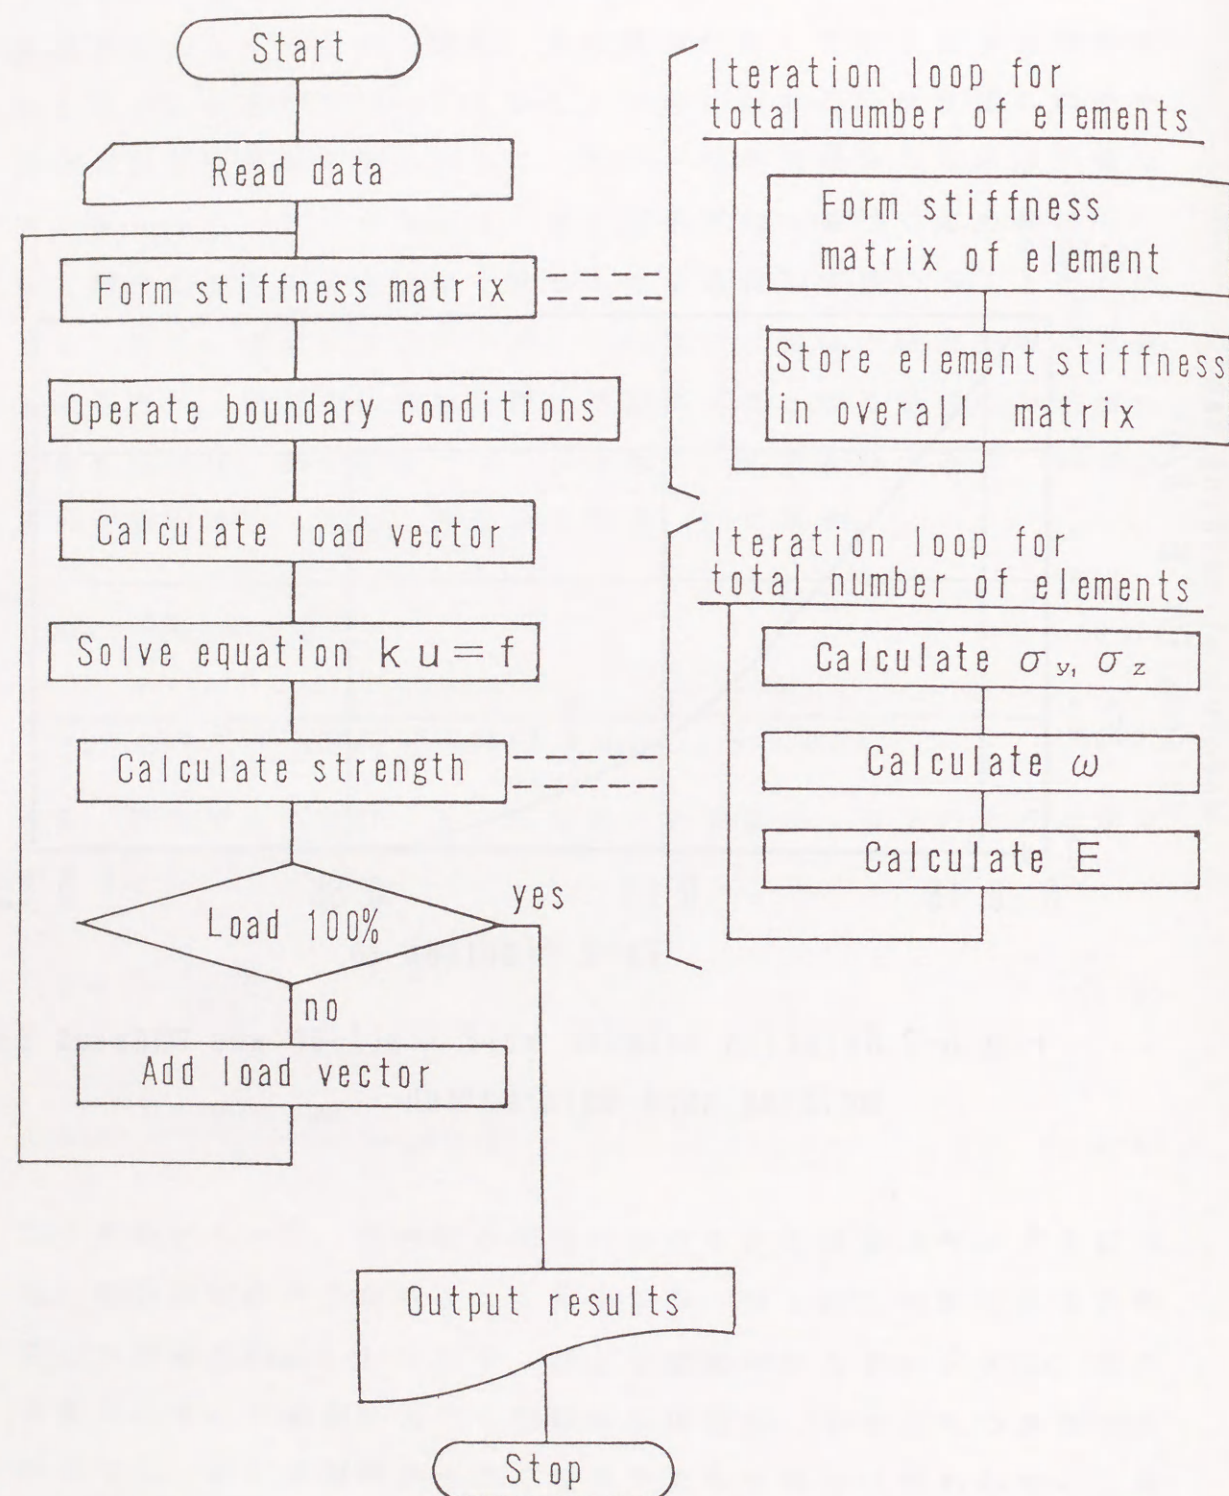 Start
Read data
Form stiffness matrix
Operate boundary conditions
Calculate load vector
Solve equation k u = f
Calculate strength
Load 100%
yes
no
Add load vector
Output results
Stop
Iteration loop for
total number of elements
Form stiffness
matrix of element
Store element stiffness
in overall matrix
Iteration loop for
total number of elements
Calculate σy, σz
Calculate ω
Calculate E